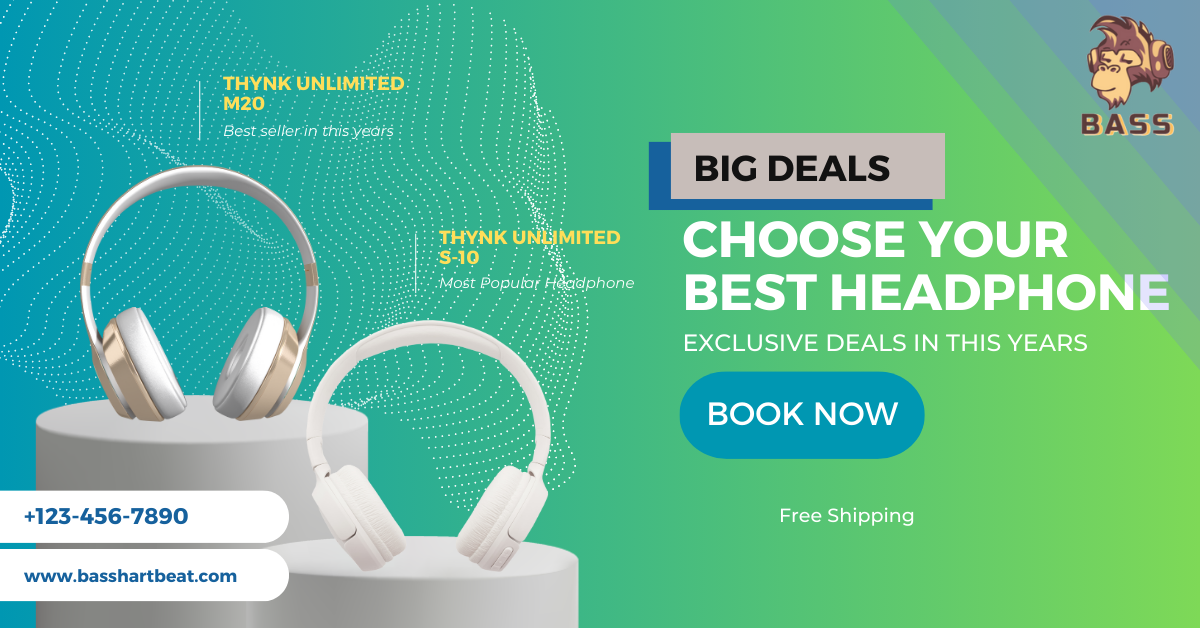 THYNK UNLIMITED
M20
Best seller in this years
THYNK UNLIMITED
S-10
Most Popular Headphone
+123-456-7890
www.basshartbeat.com
BASS
BIG DEALS
CHOOSE YOUR
BEST HEADPHONE
EXCLUSIVE DEALS IN THIS YEARS
BOOK NOW
Free Shipping